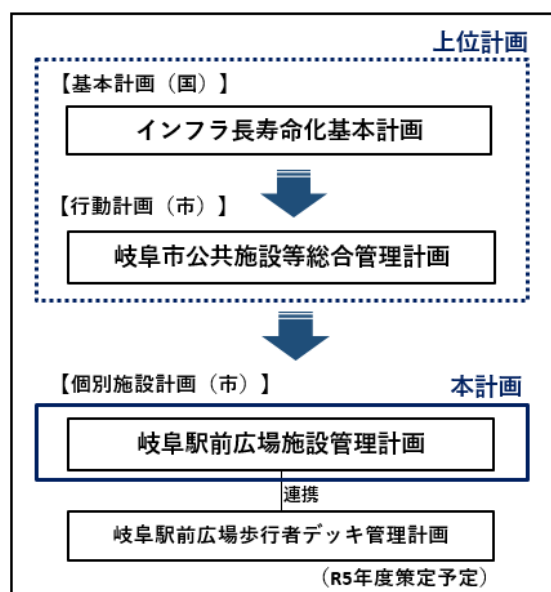 上位計画
【基本計画（国）】
インフラ長寿命化基本計画
【行動計画（市）】
岐阜市公共施設等総合管理計画
【個別施設計画（市）】
本計画
岐阜駅前広場施設管理計画
連携
岐阜駅前広場歩行者デッキ管理計画
（R5年度策定予定）